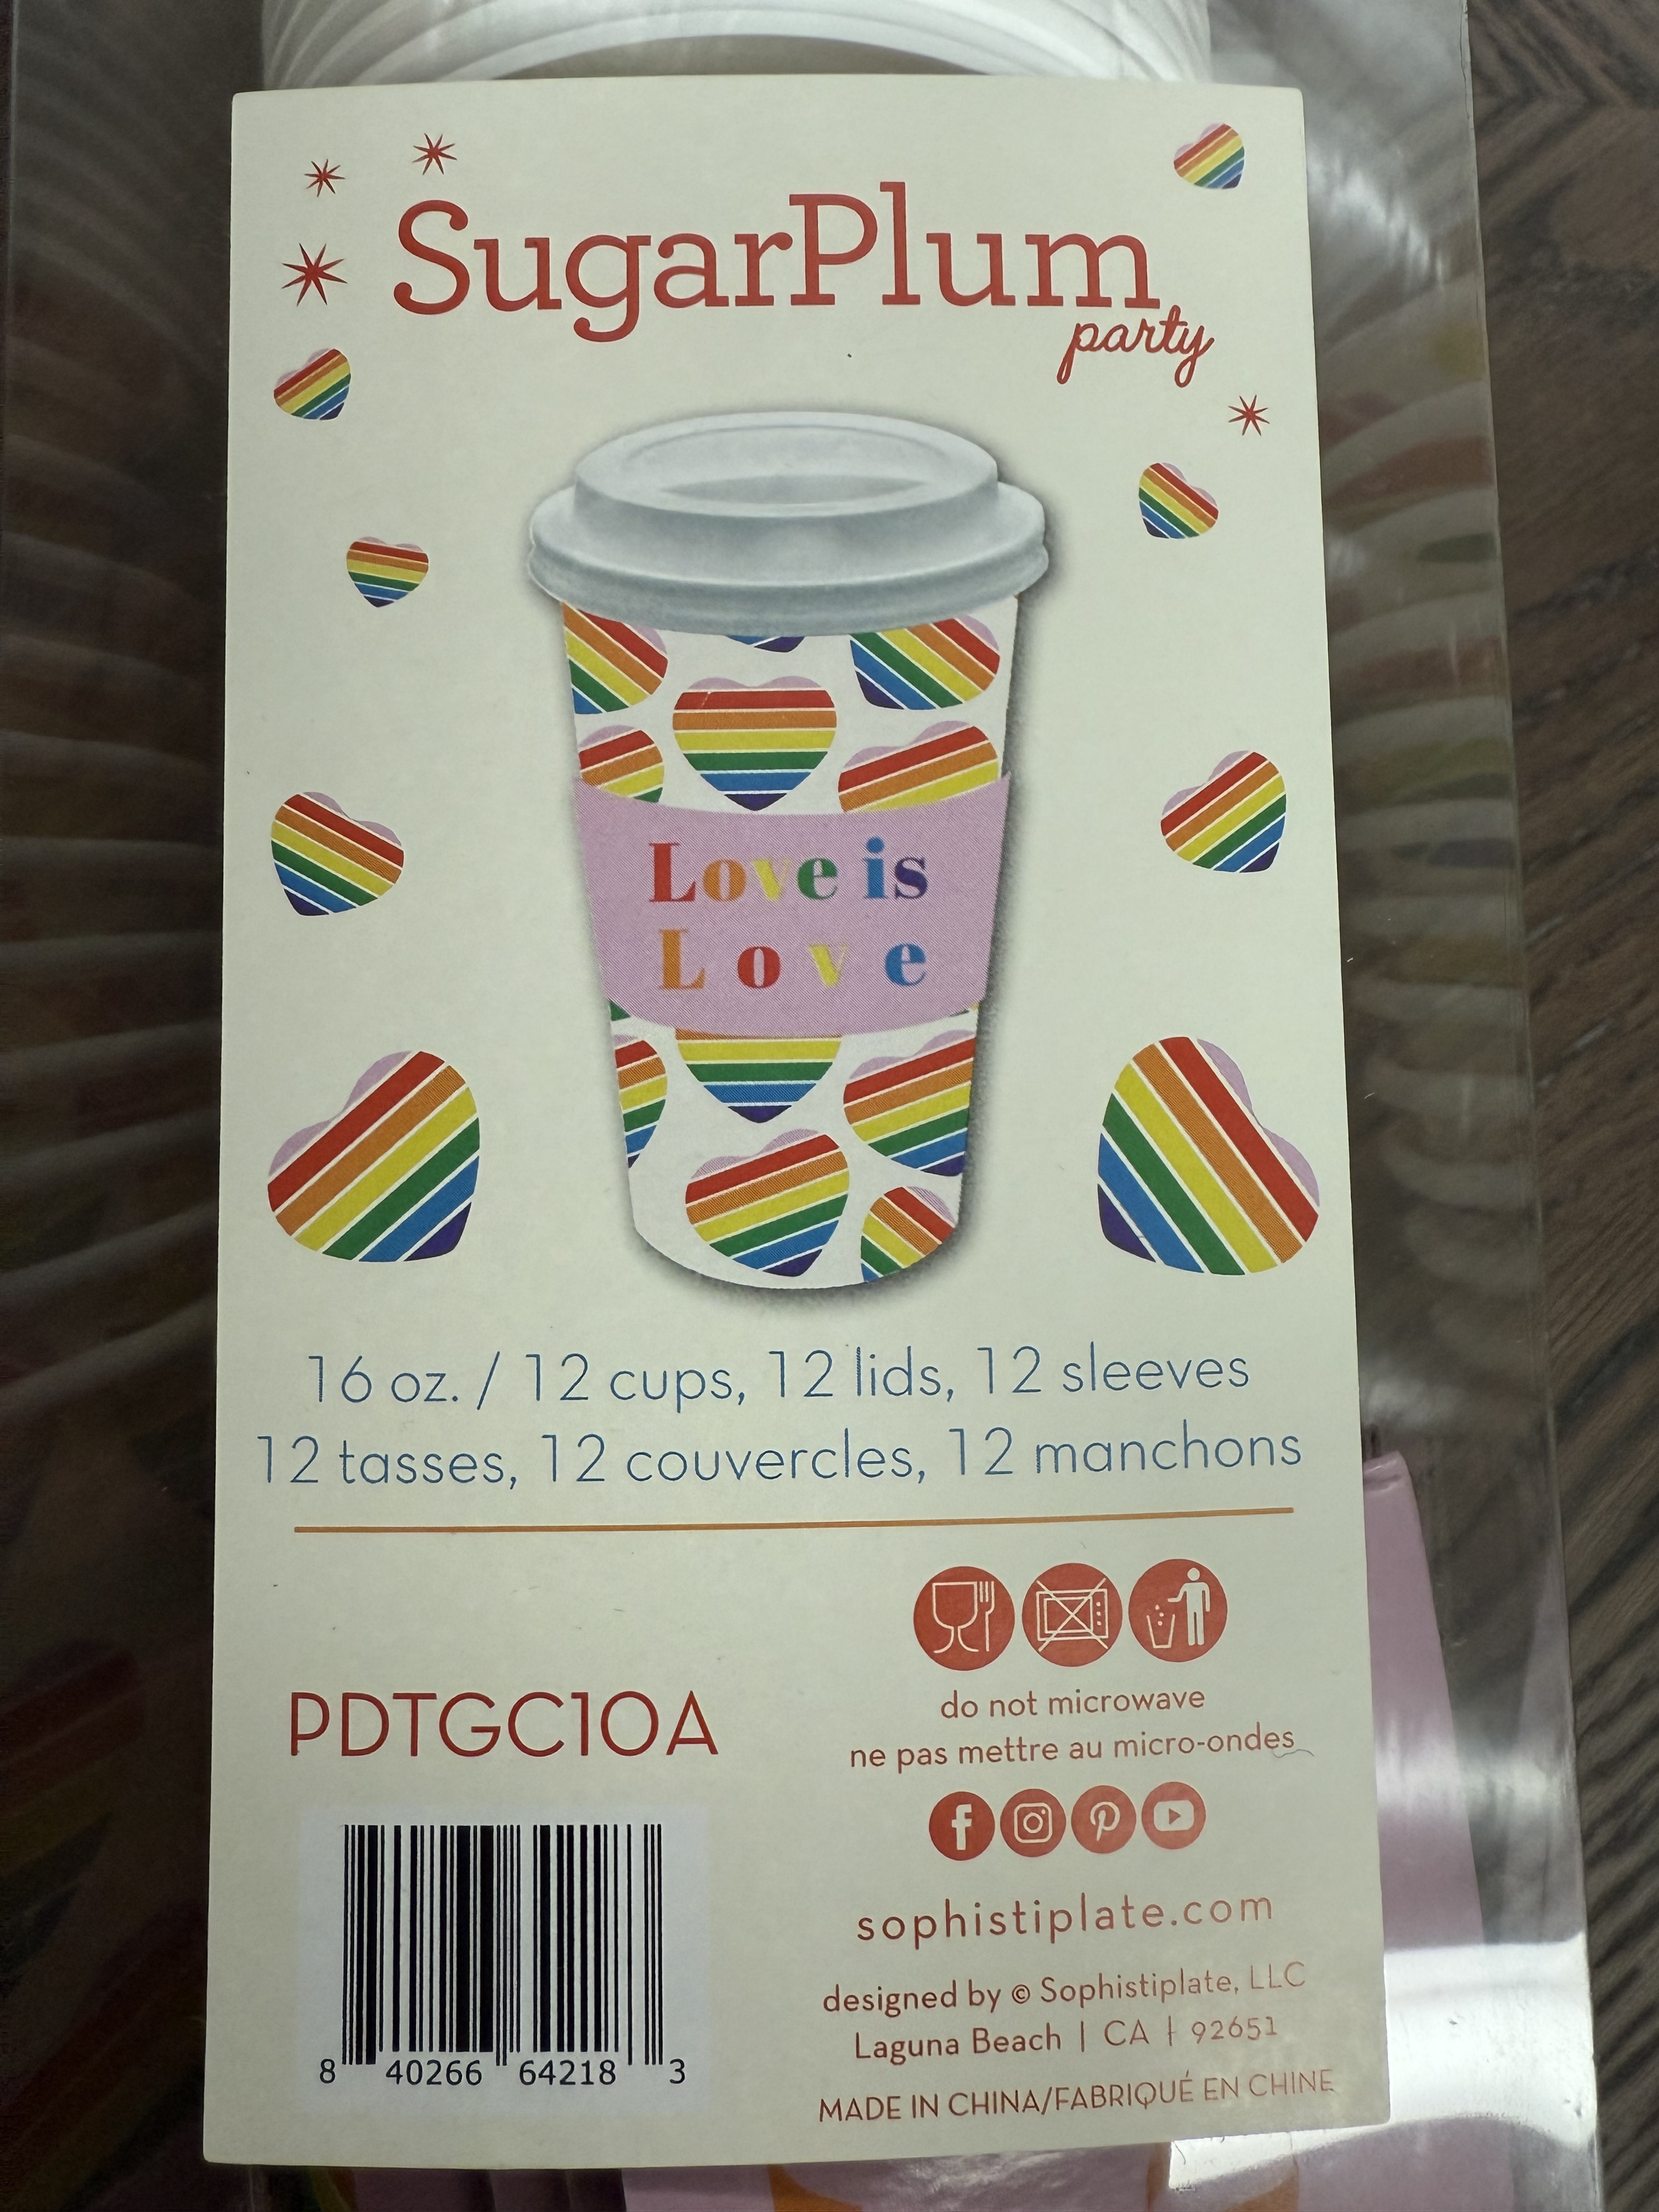 SugarPlum
party
Love is
Love
16 oz. / 12 cups, 12 lids, 12 sleeves
12 tasses, 12 couvercles, 12 manchons
PDTGC10A
do not microwave
ne pas mettre au micro-ondes
sophistiplate.com
designed by © Sophistiplate, LLC
Laguna Beach | CA | 92651
MADE IN CHINA/FABRIQUÉ EN CHINE
8 40266 64218 3